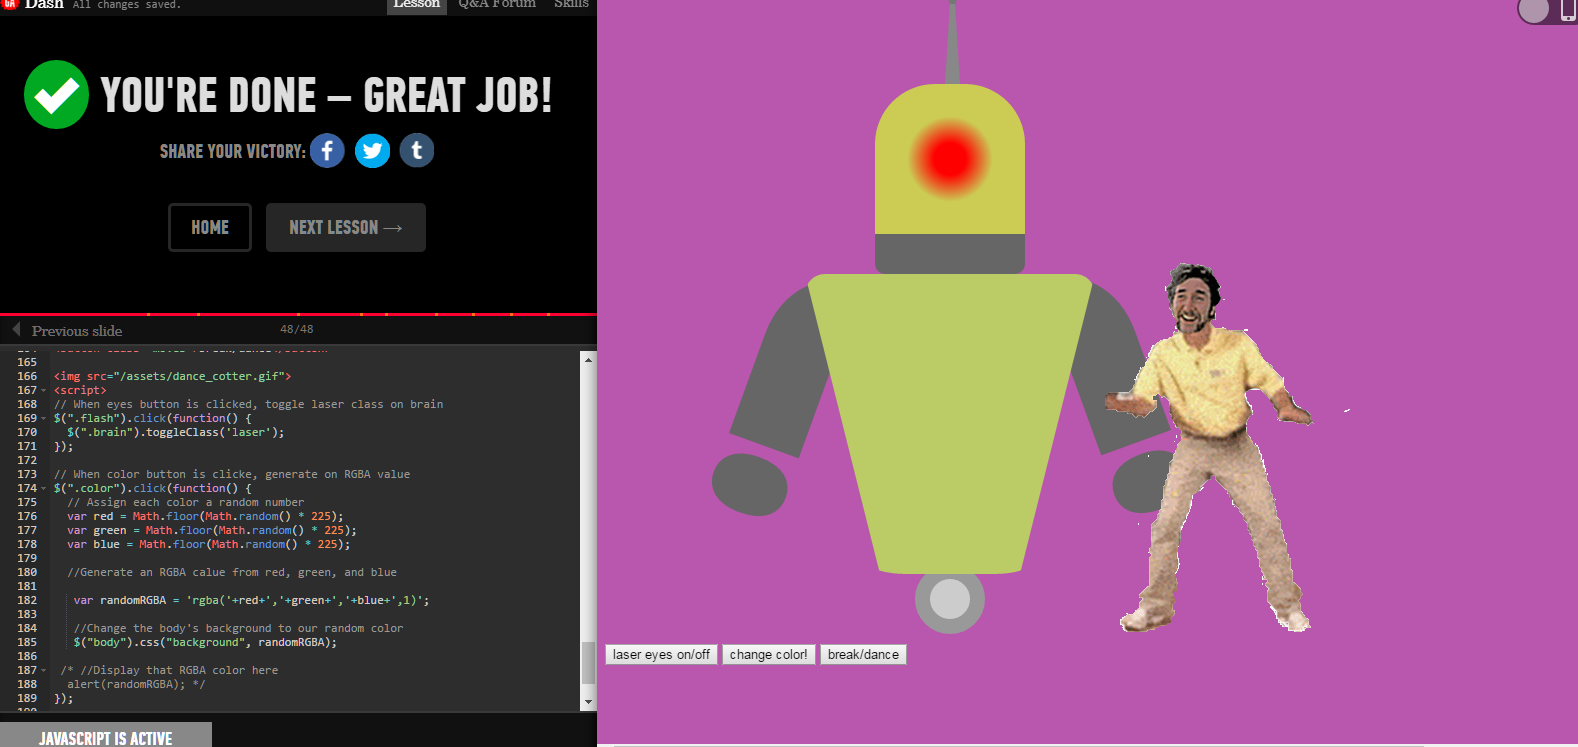 GA Dash All changes saved. Lesson Q&A Forum Skills
YOU'RE DONE – GREAT JOB!
SHARE YOUR VICTORY: f t
HOME NEXT LESSON →
Previous slide 48/48
165
166 <img src="/assets/dance_cotter.gif">
167 <script>
168 // When eyes button is clicked, toggle laser class on brain
169 $(".flash").click(function() {
170 $(".brain").toggleClass('laser');
171 });
172
173 // When color button is clicke, generate on RGBA value
174 $(".color").click(function() {
175 // Assign each color a random number
176 var red = Math.floor(Math.random() * 225);
177 var green = Math.floor(Math.random() * 225);
178 var blue = Math.floor(Math.random() * 225);
179
180 //Generate an RGBA calue from red, green, and blue
181
182 var randomRGBA = 'rgba('+red+','+green+','+blue+',1)';
183
184 //Change the body's background to our random color
185 $("body").css("background", randomRGBA);
186
187 /* //Display that RGBA color here
188 alert(randomRGBA); */
189 });
JAVASCRIPT IS ACTIVE
laser eyes on/off change color! break/dance